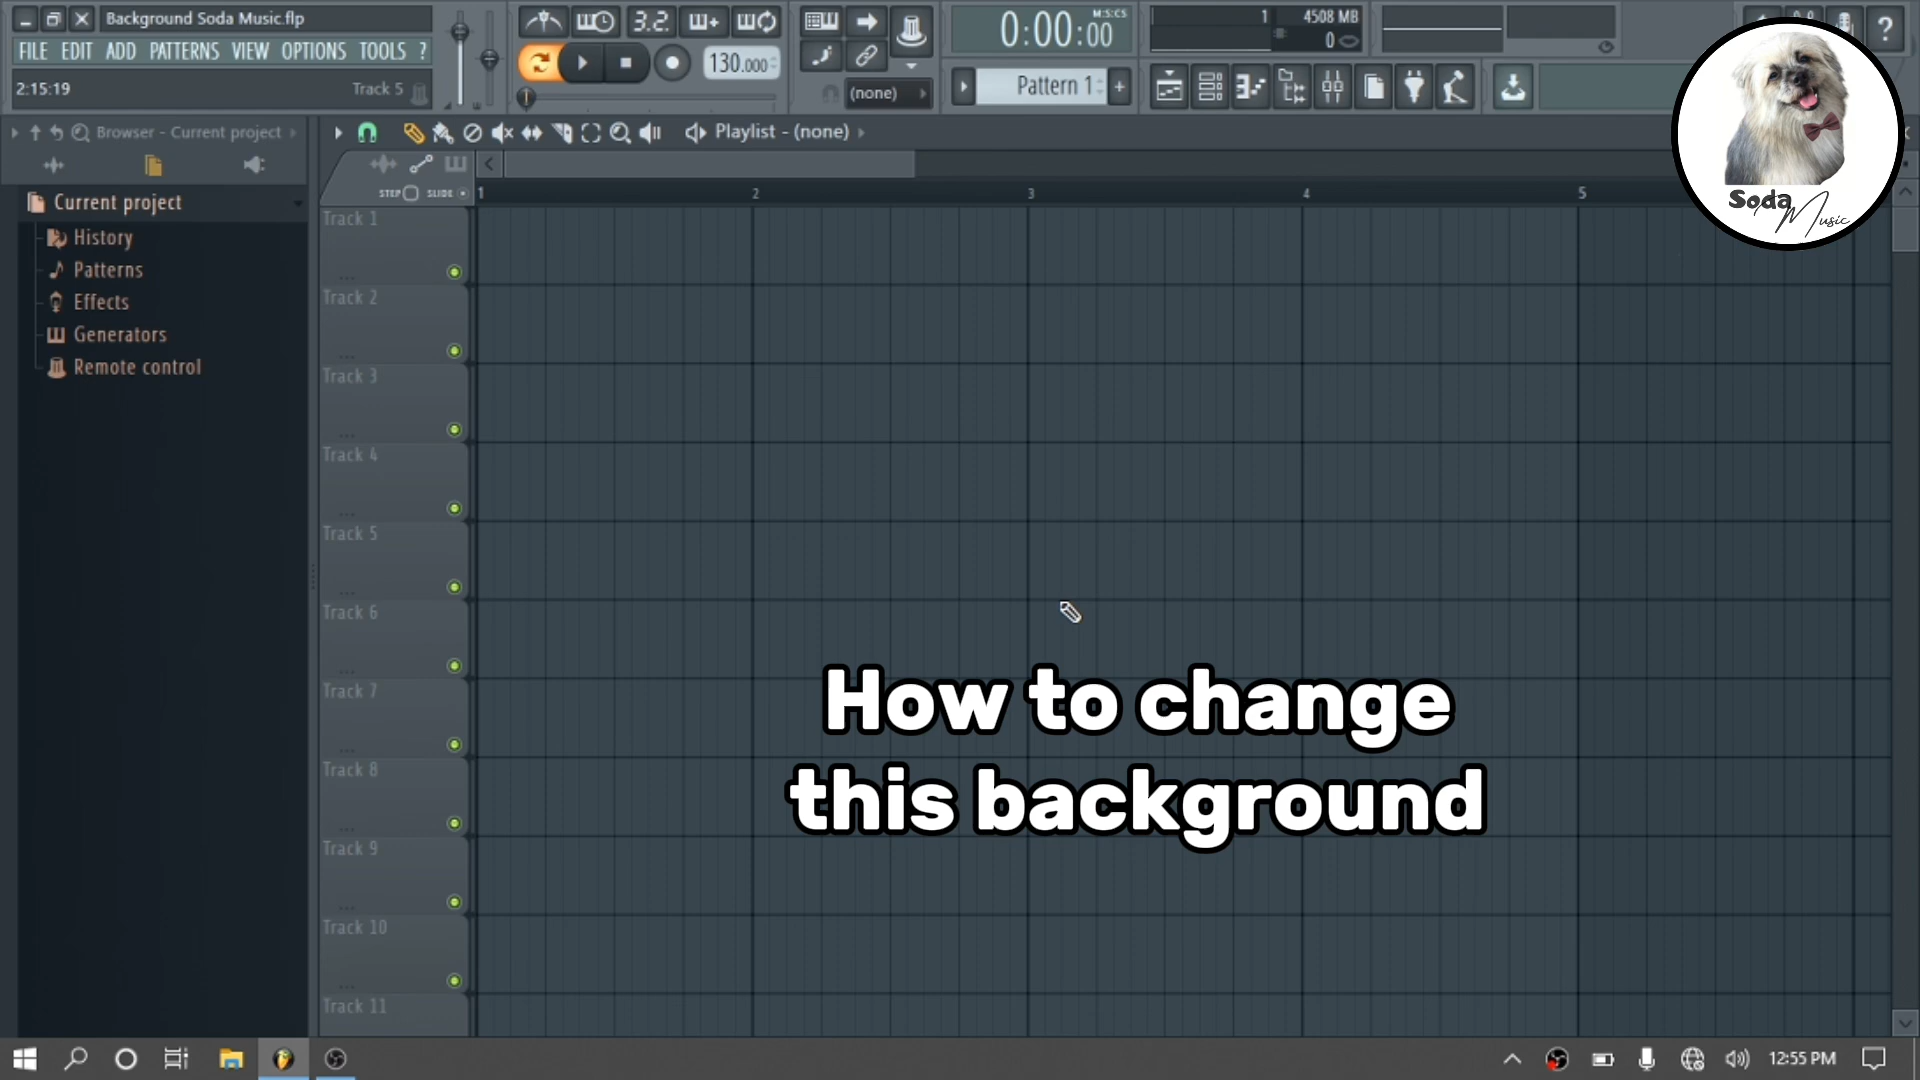 Background Soda Music.flp
FILE EDIT ADD PATTERNS VIEW OPTIONS TOOLS ?
2:15:19 Track 5
3.2.
130.000
(none)
0:00:00
M:S:CS
Pattern 1
+
1
4508 MB
0
?
Soda
Music
Browser - Current project
Playlist - (none)
STEP SLIDE
1 2 3 4 5
Current project
History
Patterns
Effects
Generators
Remote control
Track 1
Track 2
Track 3
Track 4
Track 5
Track 6
Track 7
Track 8
Track 9
Track 10
Track 11
How to change
this background
12:55 PM